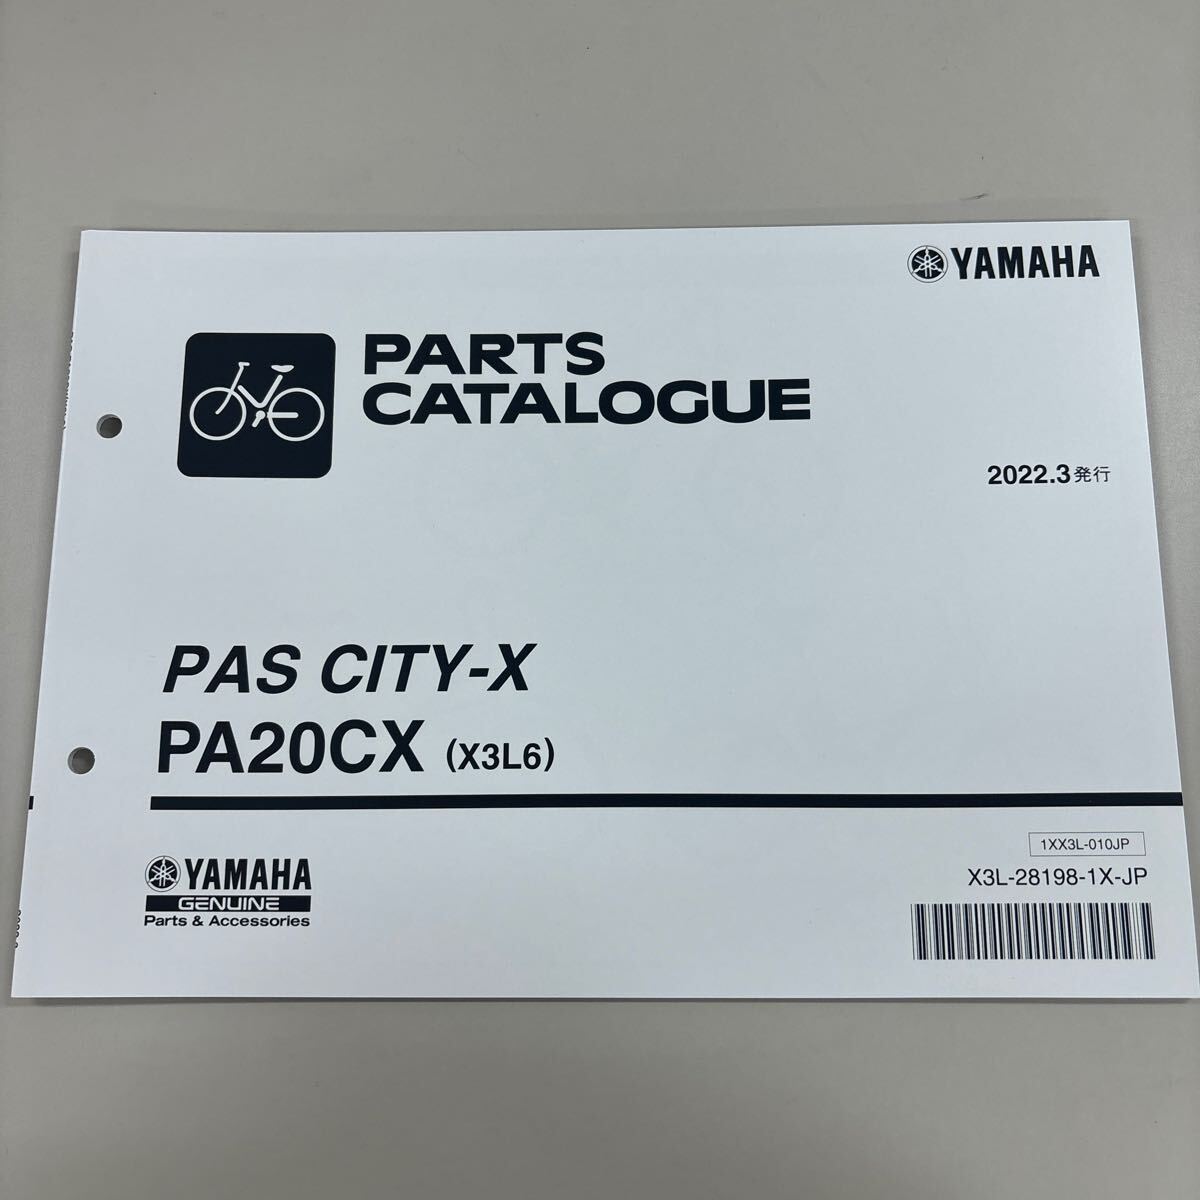 YAMAHA
PARTS
CATALOGUE
2022.3発行
PAS CITY-X
PA20CX (X3L6)
1XX3L-010JP
X3L-28198-1X-JP
YAMAHA
GENUINE
Parts & Accessories